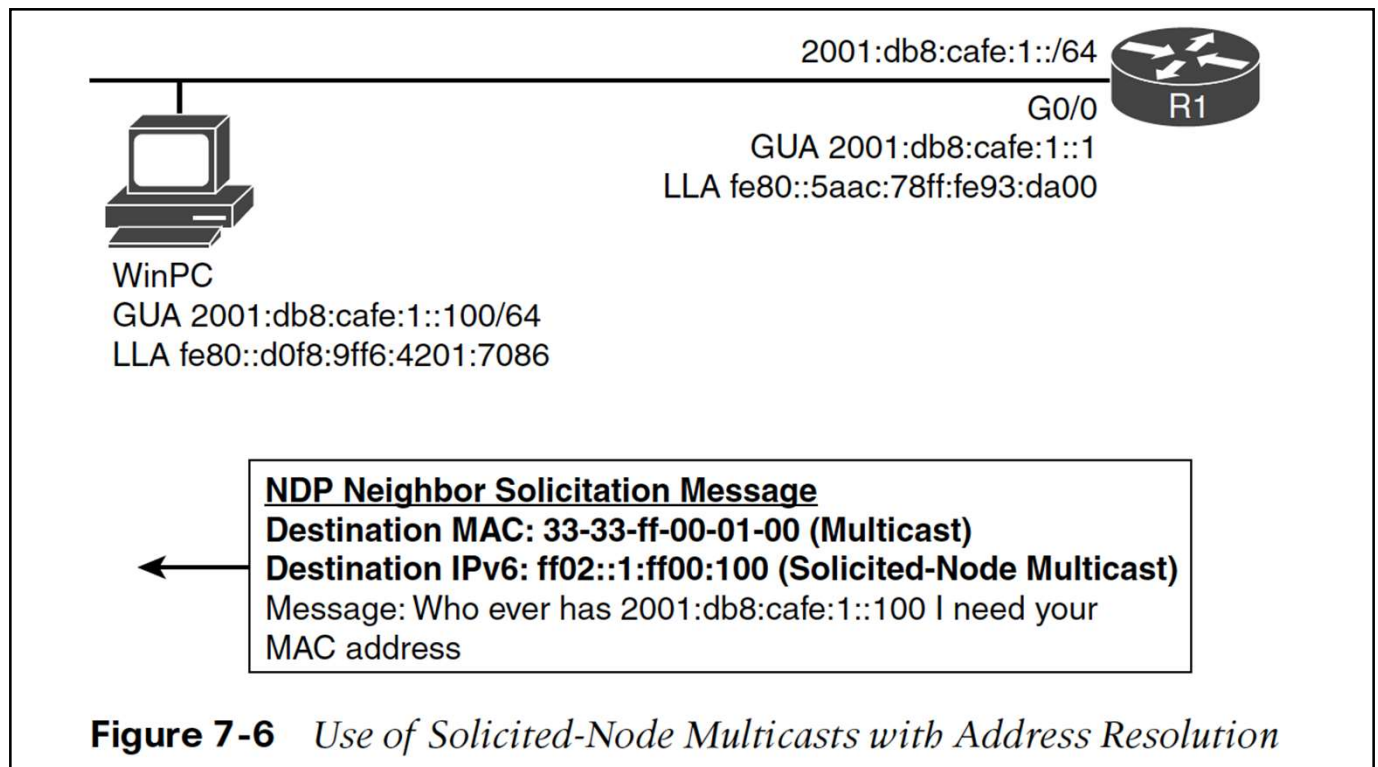 2001:db8:cafe:1::/64
R1
G0/0
GUA 2001:db8:cafe:1::1
LLA fe80::5aac:78ff:fe93:da00
WinPC
GUA 2001:db8:cafe:1::100/64
LLA fe80::d0f8:9ff6:4201:7086
NDP Neighbor Solicitation Message
Destination MAC: 33-33-ff-00-01-00 (Multicast)
Destination IPv6: ff02::1:ff00:100 (Solicited-Node Multicast)
Message: Who ever has 2001:db8:cafe:1::100 I need your
MAC address
Figure 7-6 Use of Solicited-Node Multicasts with Address Resolution